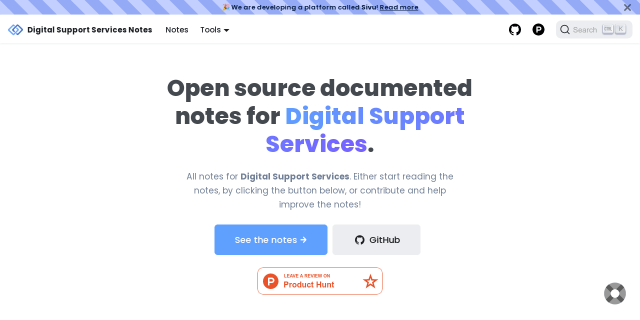 🎉 We are developing a platform called Sivu! Read more
Digital Support Services Notes Notes Tools Search K
Open source documented
notes for Digital Support
Services.
All notes for Digital Support Services. Either start reading the
notes, by clicking the button below, or contribute and help
improve the notes!
See the notes → GitHub
LEAVE A REVIEW ON
Product Hunt